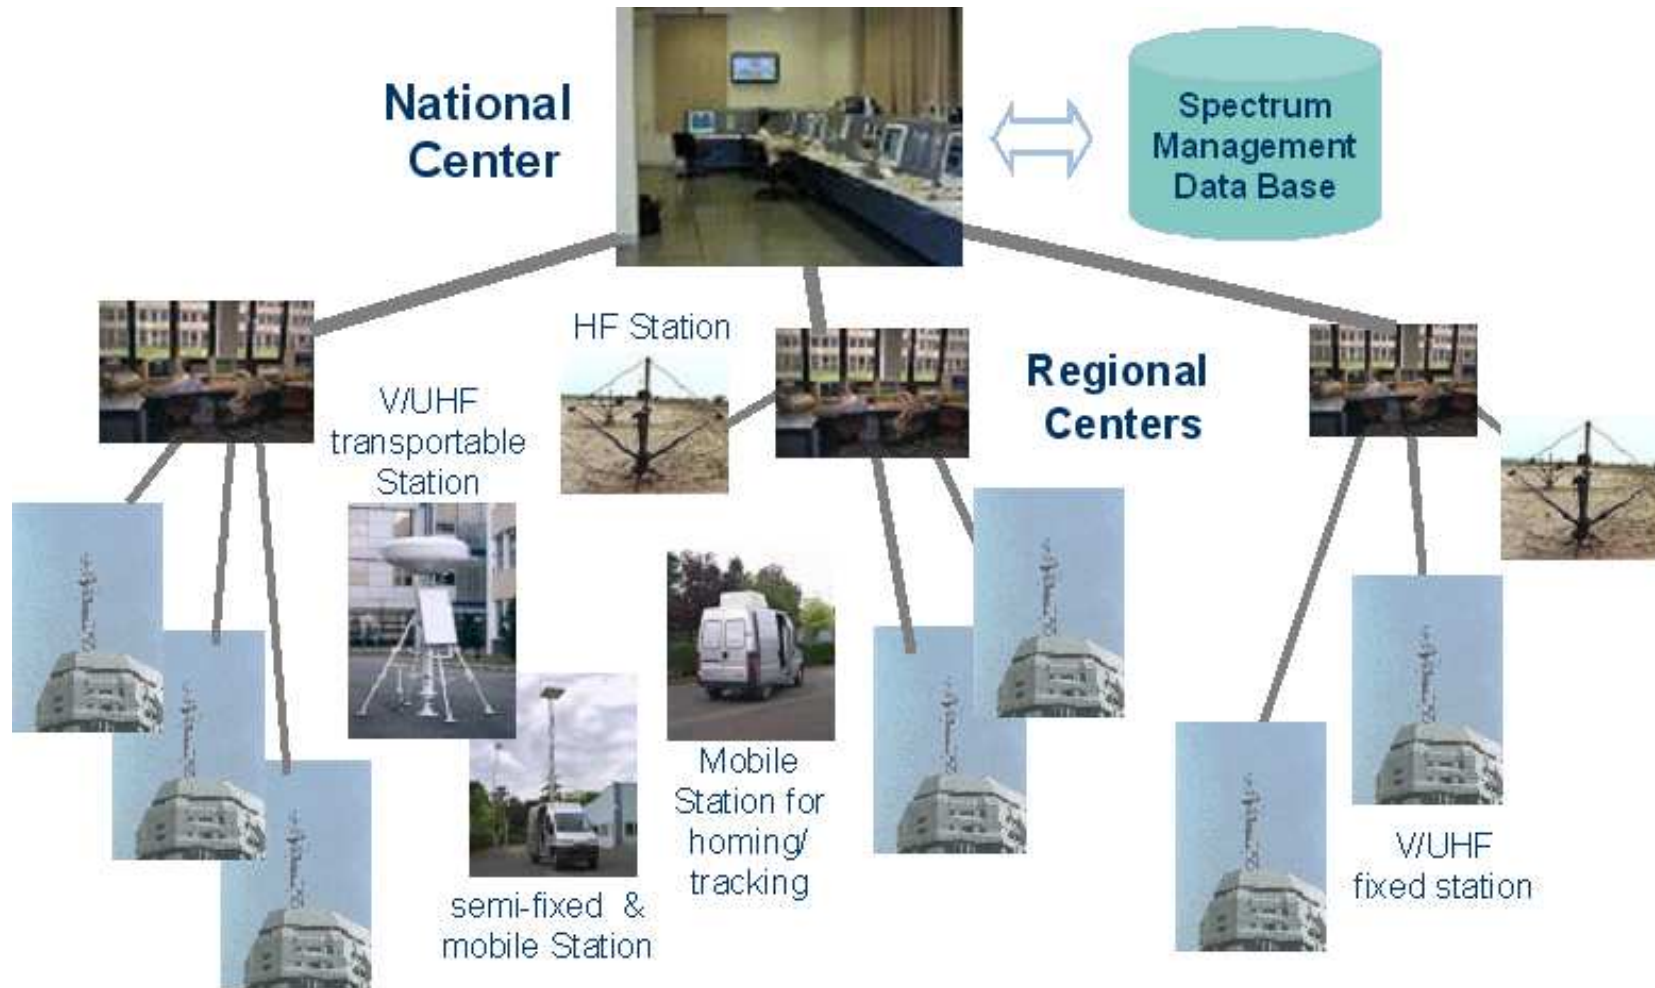 National
Center
Spectrum
Management
Data Base
HF Station
Regional
Centers
V/UHF
transportable
Station
Mobile
Station for
homing/
tracking
semi-fixed &
mobile Station
V/UHF
fixed station